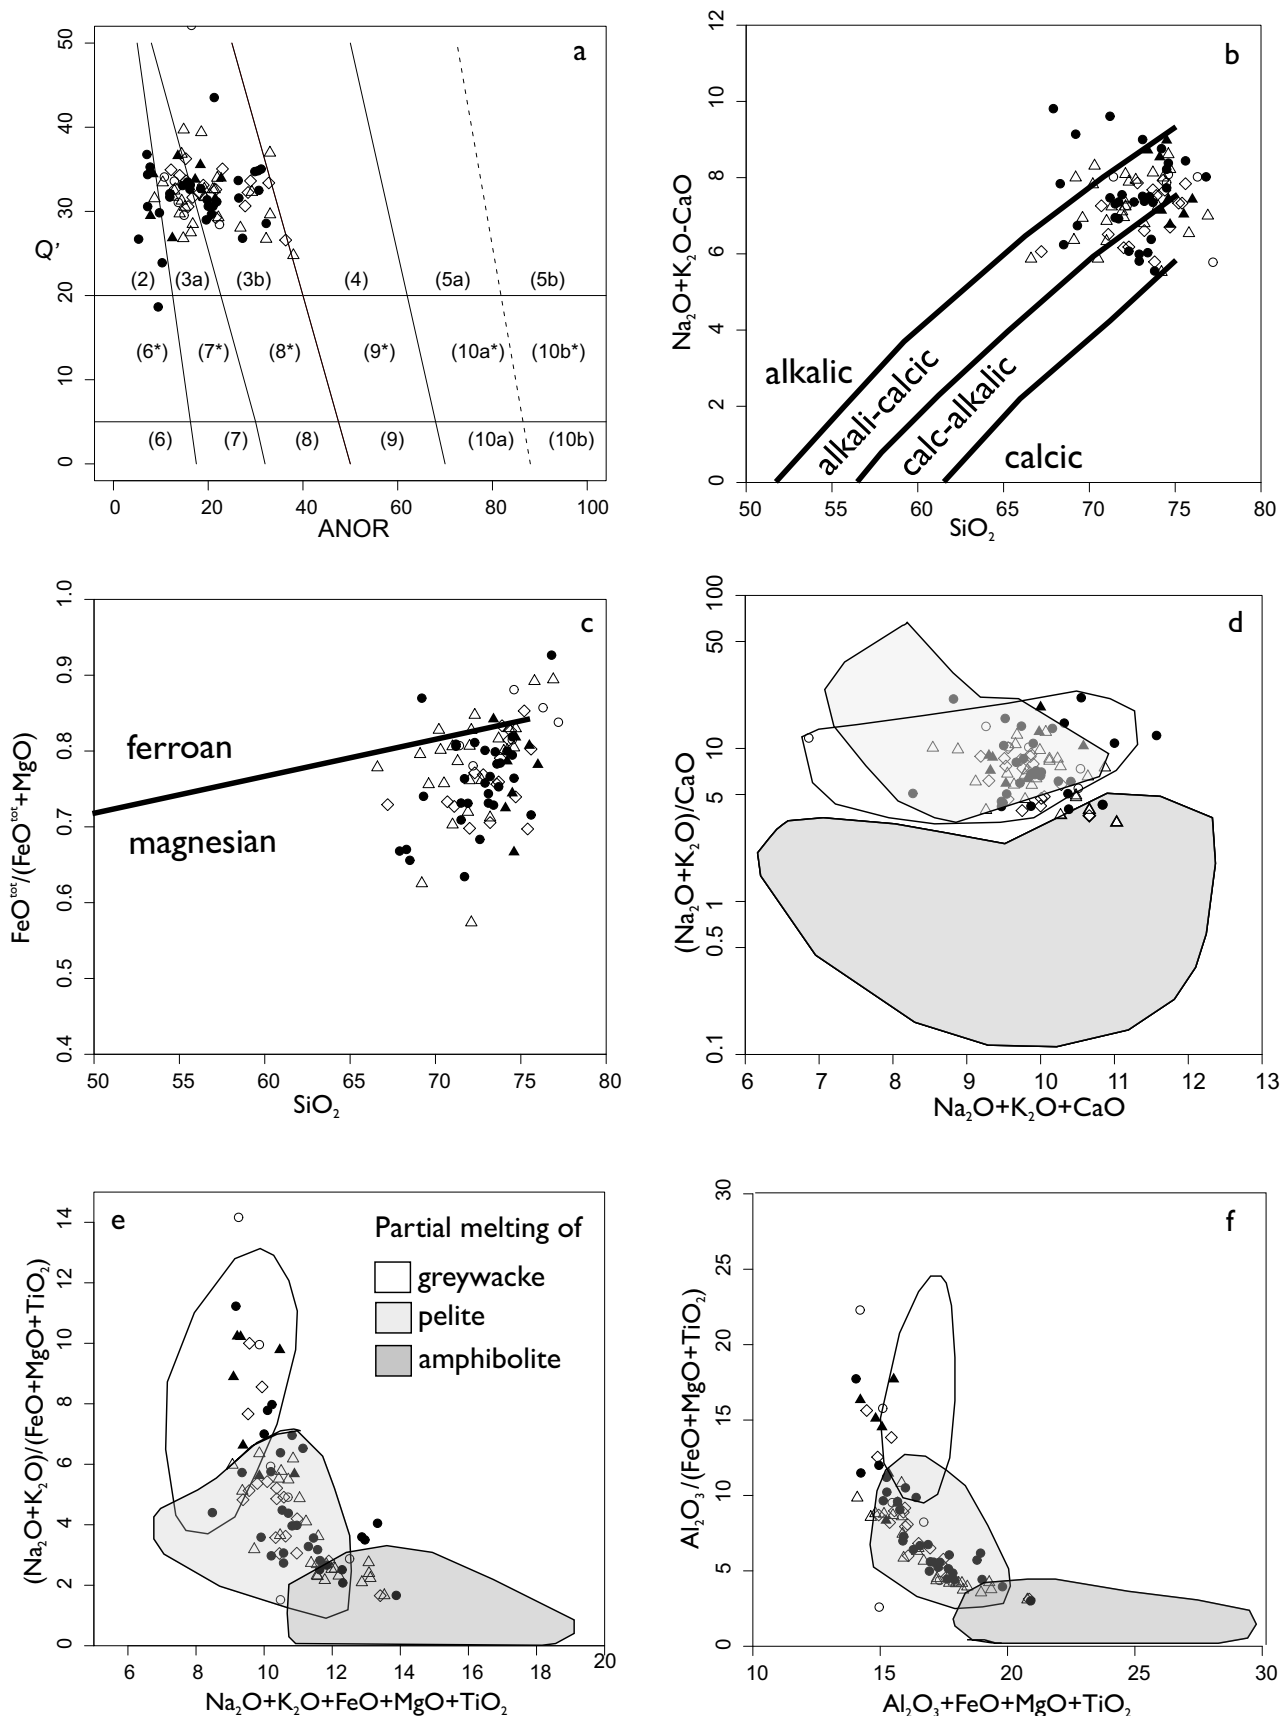 a
50
40
30
20
10
0
Q'
(2) (3a) (3b) (4) (5a) (5b)
(6*) (7*) (8*) (9*) (10a*) (10b*)
(6) (7) (8) (9) (10a) (10b)
0 20 40 60 80 100
ANOR
b
12
10
8
6
4
2
0
Na₂O+K₂O-CaO
alkalic
alkali-calcic
calc-alkalic
calcic
50 55 60 65 70 75 80
SiO₂
c
1.0
0.9
0.8
0.7
0.6
0.5
0.4
FeOᵗᵒᵗ/(FeOᵗᵒᵗ+MgO)
ferroan
magnesian
50 55 60 65 70 75 80
SiO₂
d
100
50
10
5
1
0.5
0.1
(Na₂O+K₂O)/CaO
6 7 8 9 10 11 12 13
Na₂O+K₂O+CaO
e
14
12
10
8
6
4
2
0
(Na₂O+K₂O)/(FeO+MgO+TiO₂)
Partial melting of
greywacke
pelite
amphibolite
6 8 10 12 14 16 18 20
Na₂O+K₂O+FeO+MgO+TiO₂
f
30
25
20
15
10
5
0
Al₂O₃/(FeO+MgO+TiO₂)
10 15 20 25 30
Al₂O₃+FeO+MgO+TiO₂